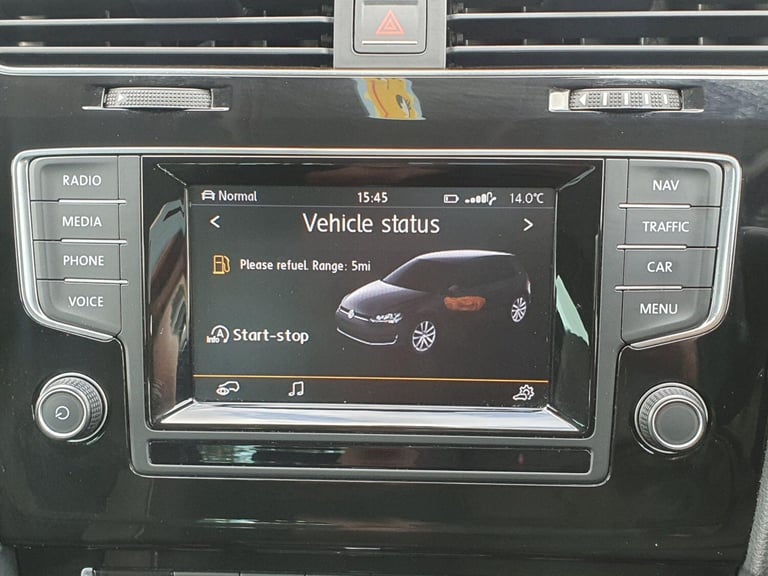 RADIO
MEDIA
PHONE
VOICE
Normal
15:45
14.0°C
< Vehicle status >
Please refuel. Range: 5mi
A
Info
Start-stop
NAV
TRAFFIC
CAR
MENU